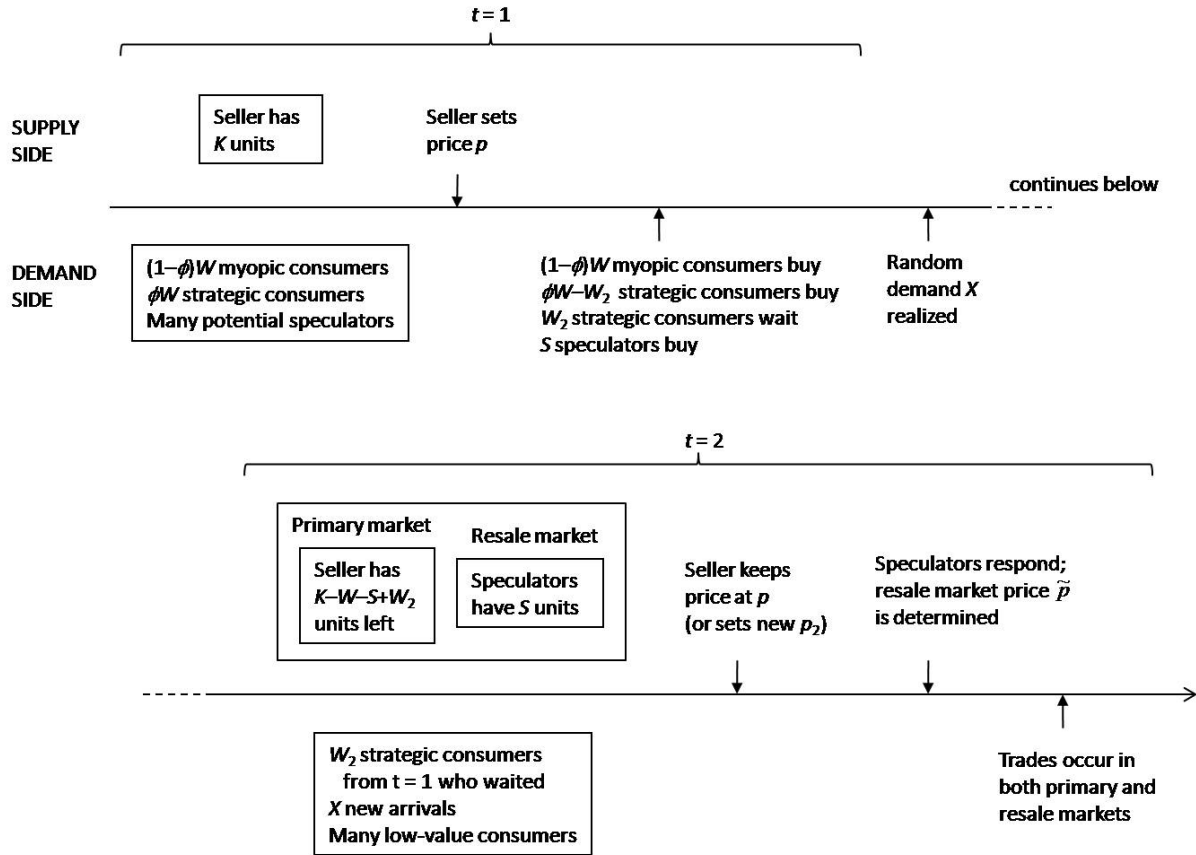 t = 1
SUPPLY
SIDE
Seller has
K units
Seller sets
price p
continues below
DEMAND
SIDE
(1–ϕ)W myopic consumers
ϕW strategic consumers
Many potential speculators
(1–ϕ)W myopic consumers buy
ϕW–W₂ strategic consumers buy
W₂ strategic consumers wait
S speculators buy
Random
demand X
realized
t = 2
Primary market
Seller has
K–W–S+W₂
units left
Resale market
Speculators
have S units
Seller keeps
price at p
(or sets new p₂)
Speculators respond;
resale market price p̃
is determined
W₂ strategic consumers
from t = 1 who waited
X new arrivals
Many low-value consumers
Trades occur in
both primary and
resale markets